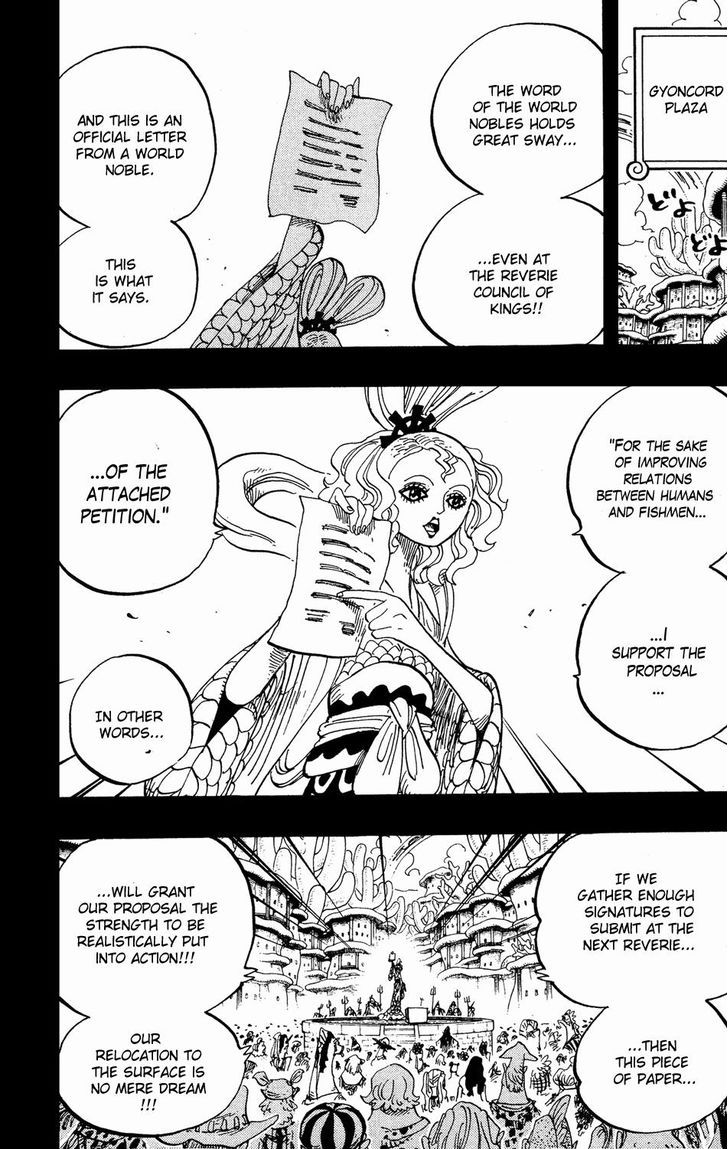 GYONCORD
PLAZA
どよ
どよ
THE WORD
OF THE WORLD
NOBLES HOLDS
GREAT SWAY...
...EVEN AT
THE REVERIE
COUNCIL OF
KINGS!!
AND THIS IS AN
OFFICIAL LETTER
FROM A WORLD
NOBLE.
THIS
IS WHAT
IT SAYS.
"FOR THE SAKE
OF IMPROVING
RELATIONS
BETWEEN HUMANS
AND FISHMEN...
...I
SUPPORT THE
PROPOSAL
...
...OF THE
ATTACHED
PETITION."
IN OTHER
WORDS...
IF WE
GATHER ENOUGH
SIGNATURES TO
SUBMIT AT THE
NEXT REVERIE...
...THEN
THIS PIECE
OF PAPER...
...WILL GRANT
OUR PROPOSAL THE
STRENGTH TO BE
REALISTICALLY PUT
INTO ACTION!!!
OUR
RELOCATION TO
THE SURFACE IS
NO MERE DREAM
!!!